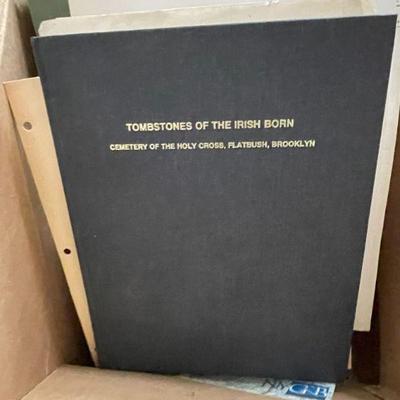 TOMBSTONES OF THE IRISH BORN
CEMETERY OF THE HOLY CROSS, FLATBUSH, BROOKLYN